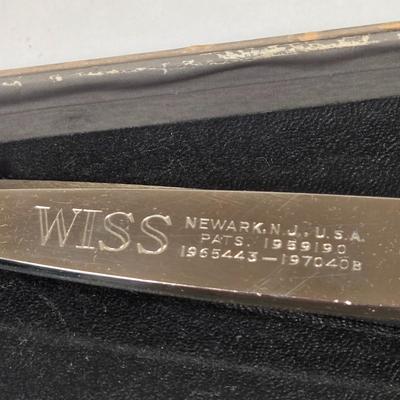 WISS
NEWARK, N.J., U.S.A.
PATS. 1959190
1965443-1970408